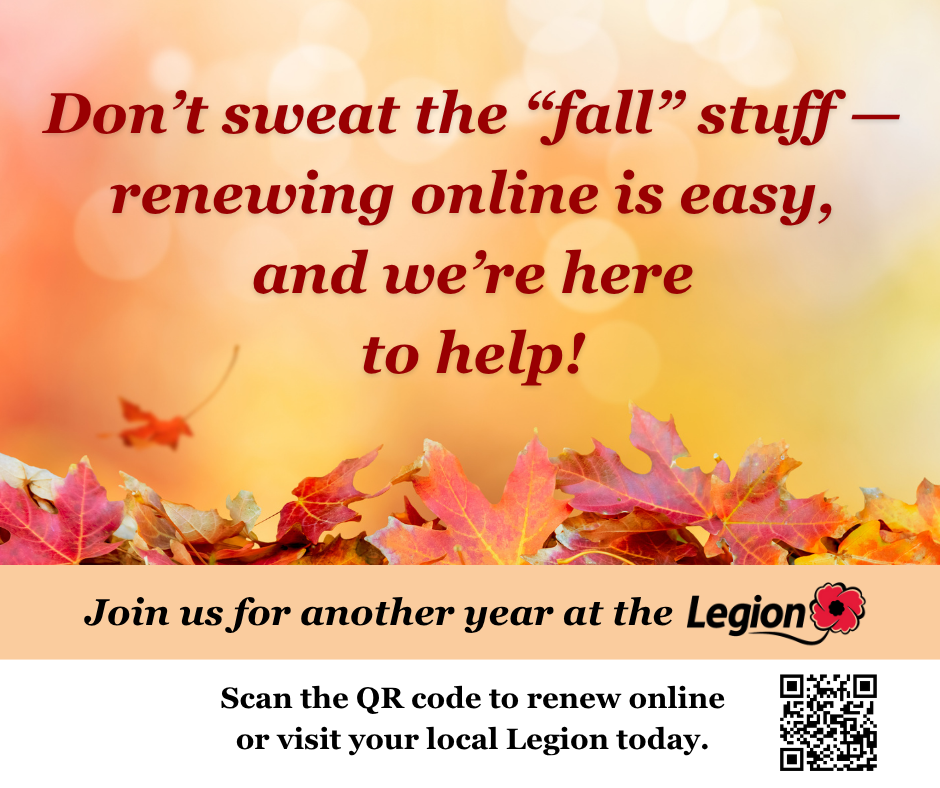 Don’t sweat the “fall” stuff —
renewing online is easy,
and we’re here
to help!
Join us for another year at the Legion
Scan the QR code to renew online
or visit your local Legion today.